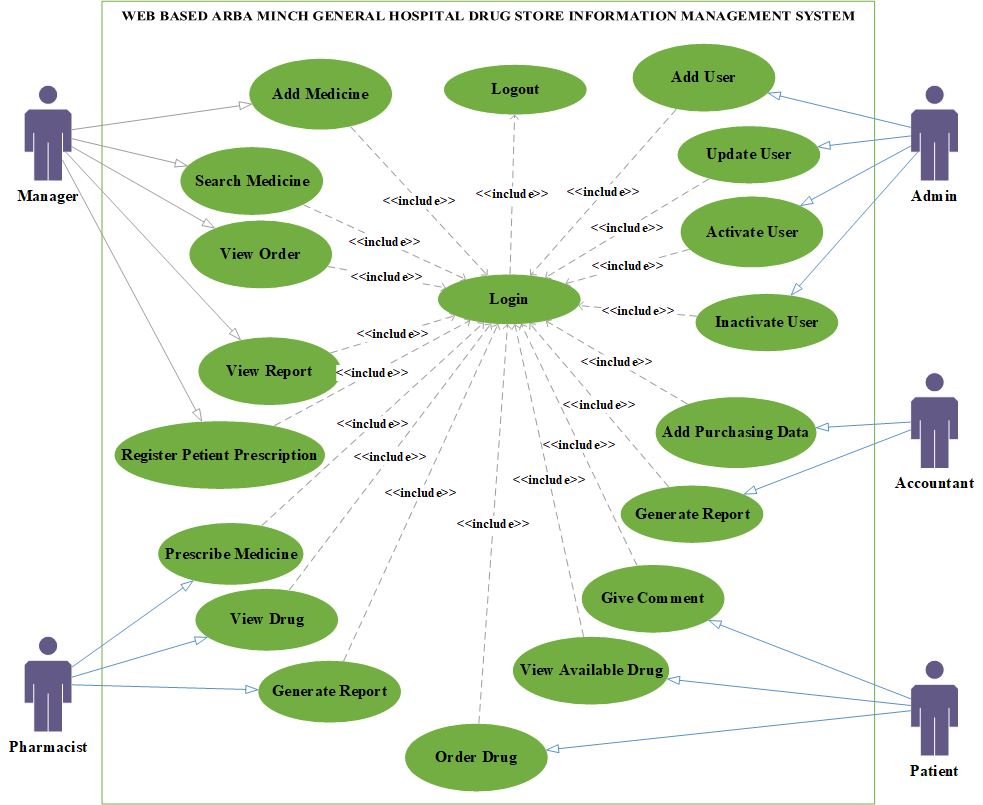 WEB BASED ARBA MINCH GENERAL HOSPITAL DRUG STORE INFORMATION MANAGEMENT SYSTEM
Add Medicine
Logout
Add User
Update User
Search Medicine
Manager
Admin
<<include>>
<<include>>
<<include>>
Activate User
<<include>>
<<include>>
View Order
<<include>>
<<include>>
Login
<<include>>
Inactivate User
<<include>>
<<include>>
View Report
<<include>>
<<include>>
<<include>>
Add Purchasing Data
<<include>>
Register Petient Prescription
<<include>>
<<include>>
Accountant
<<include>>
Generate Report
<<include>>
Prescribe Medicine
Give Comment
View Drug
View Available Drug
Generate Report
Pharmacist
Order Drug
Patient